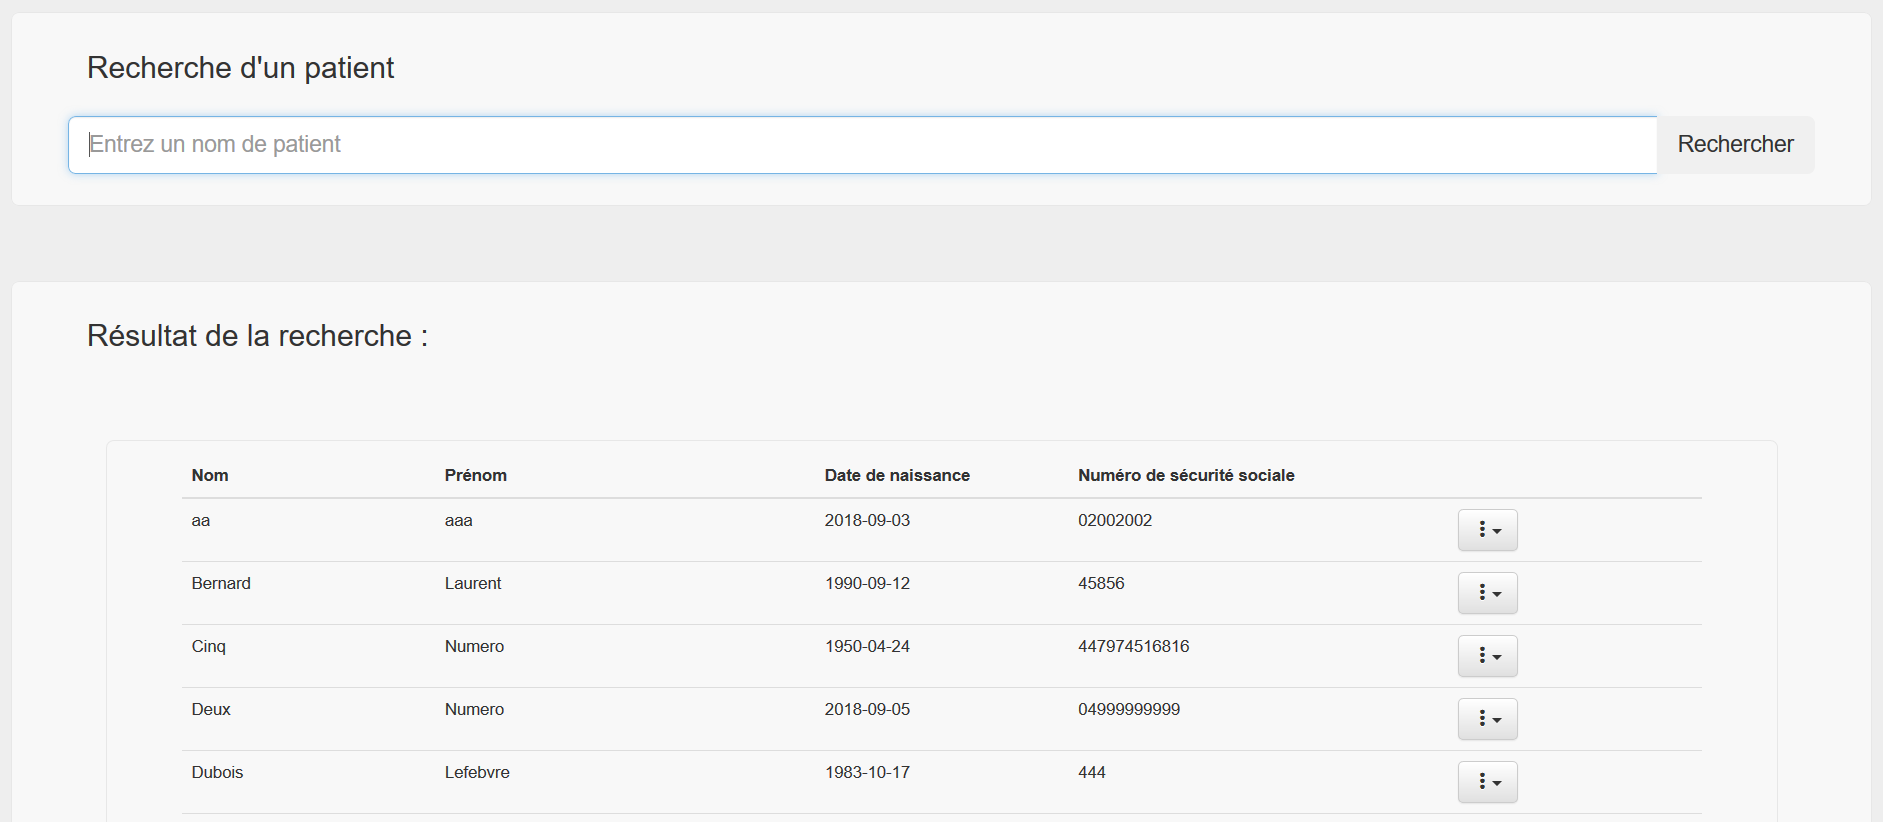 Recherche d'un patient
Entrez un nom de patient Rechercher
Résultat de la recherche :
Nom Prénom Date de naissance Numéro de sécurité sociale
aa aaa 2018-09-03 02002002
Bernard Laurent 1990-09-12 45856
Cinq Numero 1950-04-24 447974516816
Deux Numero 2018-09-05 04999999999
Dubois Lefebvre 1983-10-17 444